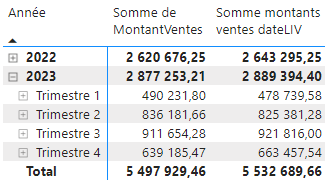 Année Somme de MontantVentes Somme montants ventes dateLIV
2022 2 620 676,25 2 643 295,25
2023 2 877 253,21 2 889 394,40
Trimestre 1 490 231,80 478 739,58
Trimestre 2 836 181,66 825 381,28
Trimestre 3 911 654,28 921 816,00
Trimestre 4 639 185,47 663 457,54
Total 5 497 929,46 5 532 689,66